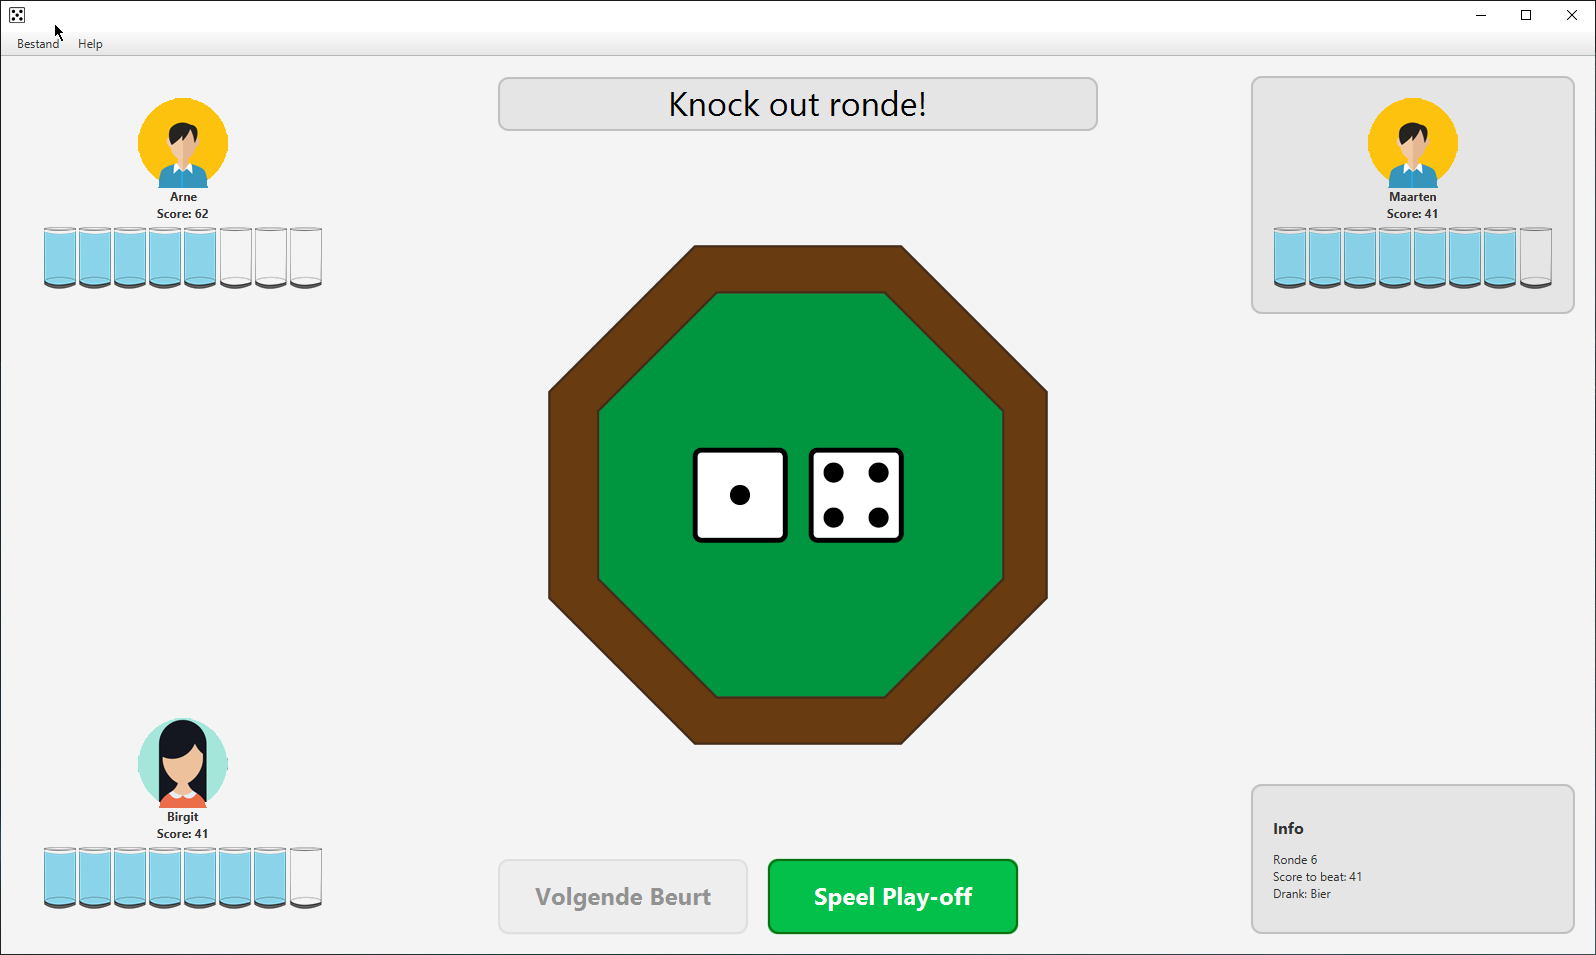 Bestand Help
Knock out ronde!
Arne
Score: 62
Maarten
Score: 41
Birgit
Score: 41
Volgende Beurt
Speel Play-off
Info
Ronde 6
Score to beat: 41
Drank: Bier